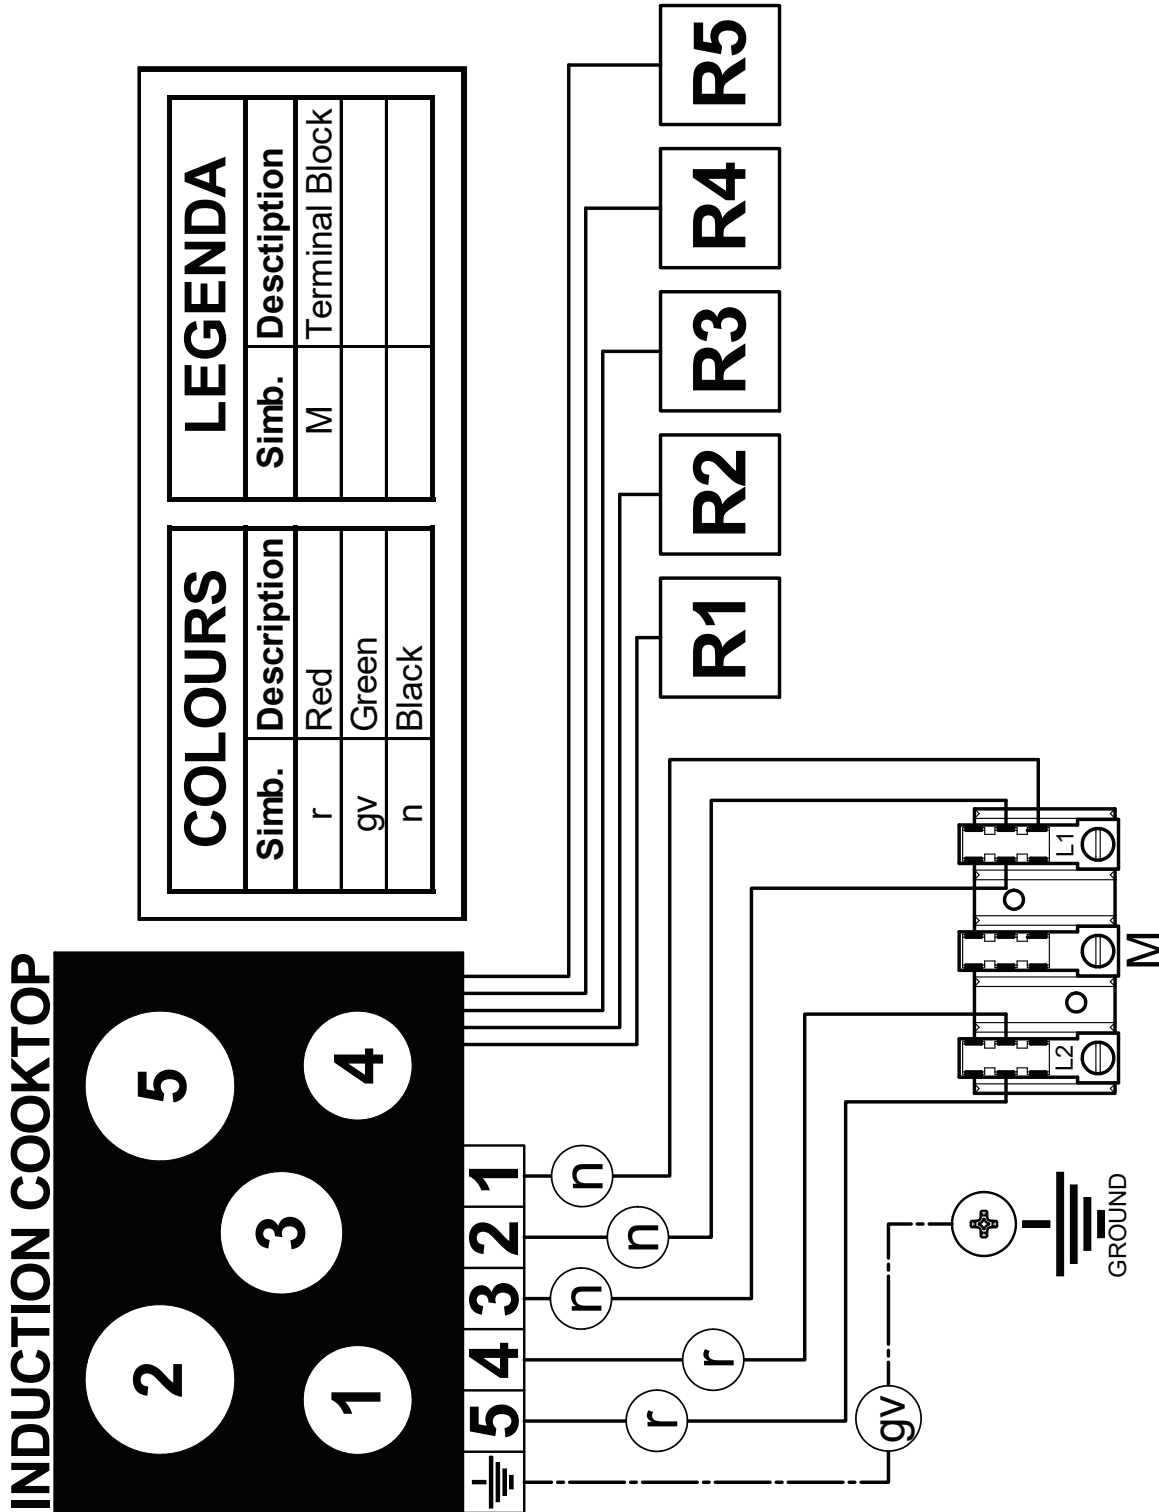 INDUCTION COOKTOP
2
5
3
1
4
5
4
3
2
1
COLOURS
Simb. Description
r Red
gv Green
n Black
LEGENDA
Simb. Desctiption
M Terminal Block
r
r
n
n
n
gv
R1
R2
R3
R4
R5
L2
L1
M
GROUND